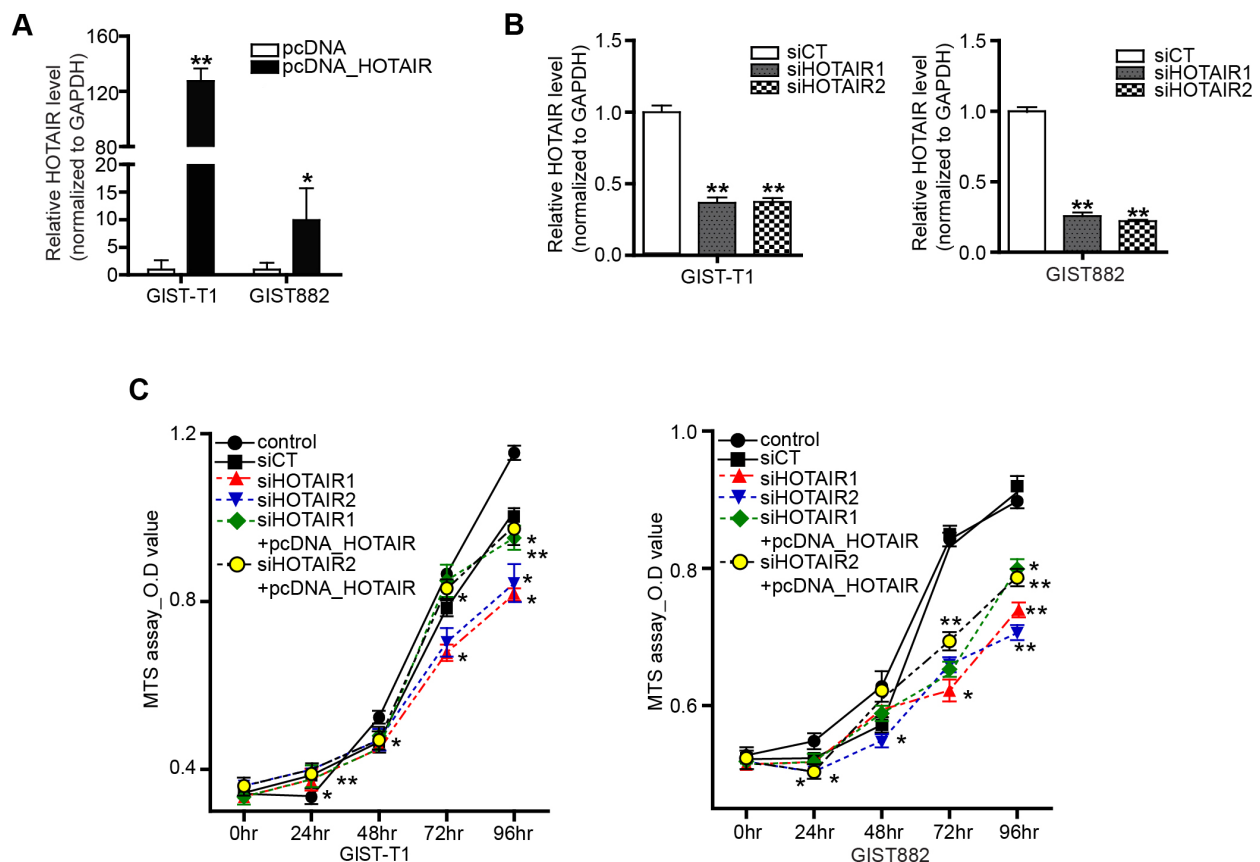 A
Relative HOTAIR level
(normalized to GAPDH)
160
120
80
20
15
10
5
0
pcDNA
pcDNA_HOTAIR
**
*
GIST-T1
GIST882
B
Relative HOTAIR level
(normalized to GAPDH)
1.5
1.0
0.5
0.0
siCT
siHOTAIR1
siHOTAIR2
**
**
GIST-T1
Relative HOTAIR level
(normalized to GAPDH)
1.5
1.0
0.5
0.0
siCT
siHOTAIR1
siHOTAIR2
**
**
GIST882
C
MTS assay_O.D value
1.2
0.8
0.4
control
siCT
siHOTAIR1
siHOTAIR2
siHOTAIR1
+pcDNA_HOTAIR
siHOTAIR2
+pcDNA_HOTAIR
*
**
*
*
*
*
*
**
*
0hr
24hr
48hr
72hr
96hr
GIST-T1
MTS assay_O.D value
1.0
0.8
0.6
control
siCT
siHOTAIR1
siHOTAIR2
siHOTAIR1
+pcDNA_HOTAIR
siHOTAIR2
+pcDNA_HOTAIR
*
**
**
**
**
*
*
*
*
0hr
24hr
48hr
72hr
96hr
GIST882